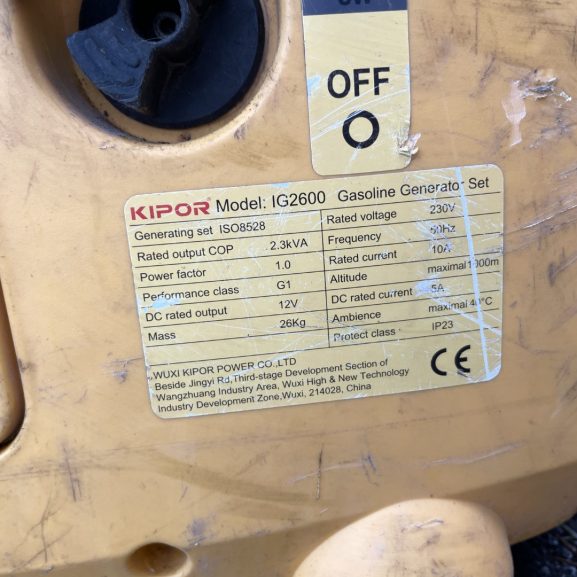 OFF
KIPOR Model: IG2600 Gasoline Generator Set
Generating set ISO8528
Rated output COP 2.3kVA
Power factor 1.0
Performance class G1
DC rated output 12V
Mass 26Kg
Rated voltage 230V
Frequency 50Hz
Rated current 10A
Altitude maximal 1000m
DC rated current 5A
Ambience maximal 40°C
Protect class IP23
WUXI KIPOR POWER CO.,LTD
Beside Jingyi Rd,Third-stage Development Section of
Wangzhuang Industry Area, Wuxi High & New Technology
Industry Development Zone,Wuxi, 214028, China
CE